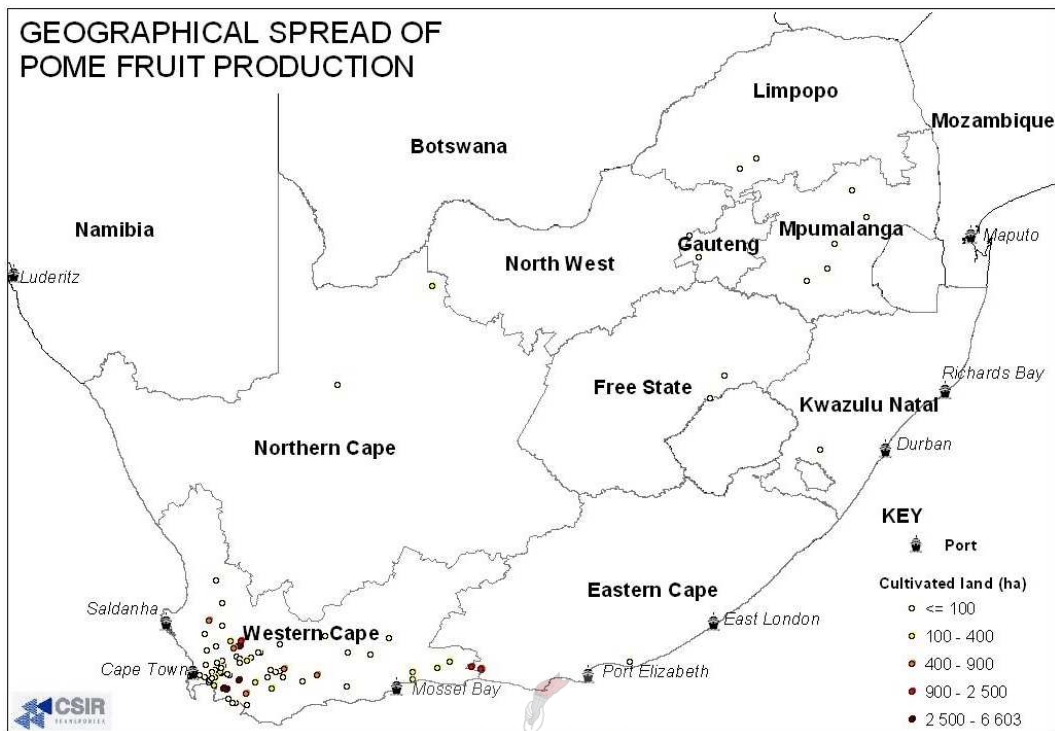 GEOGRAPHICAL SPREAD OF
POME FRUIT PRODUCTION
Limpopo
Mozambique
Botswana
Namibia
Mpumalanga
Maputo
Gauteng
North West
Luderitz
Richards Bay
Free State
Kwazulu Natal
Northern Cape
Durban
KEY
Port
Eastern Cape
Cultivated land (ha)
<= 100
Saldanha
East London
100 - 400
Western Cape
400 - 900
Cape Town
Port Elizabeth
Mossel Bay
900 - 2 500
CSIR
2 500 - 6 603